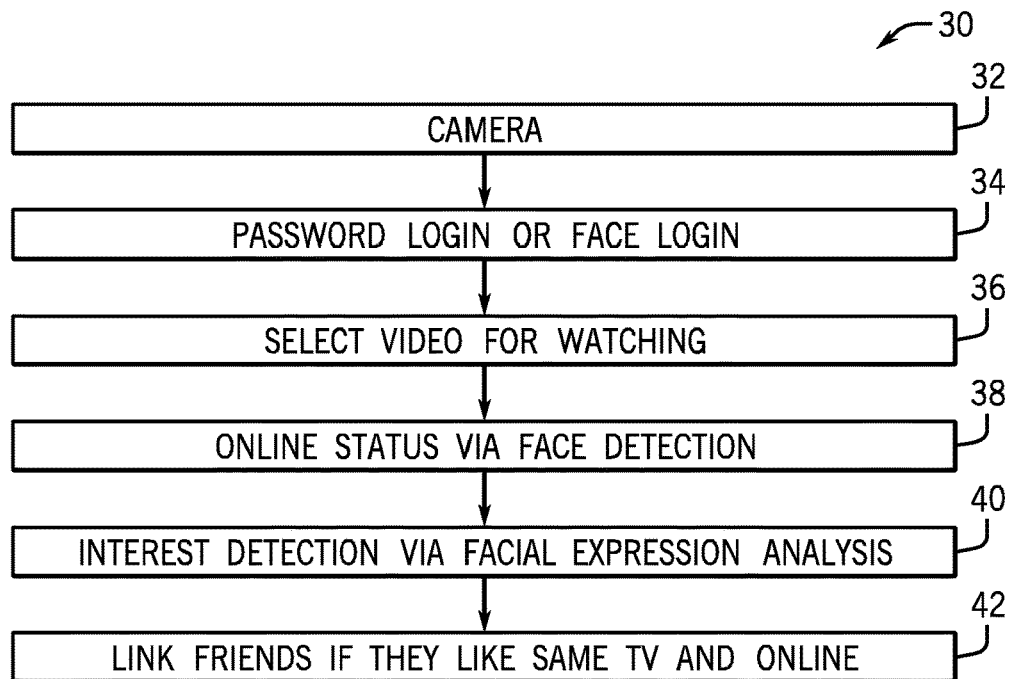 30
32
CAMERA
34
PASSWORD LOGIN OR FACE LOGIN
36
SELECT VIDEO FOR WATCHING
38
ONLINE STATUS VIA FACE DETECTION
40
INTEREST DETECTION VIA FACIAL EXPRESSION ANALYSIS
42
LINK FRIENDS IF THEY LIKE SAME TV AND ONLINE